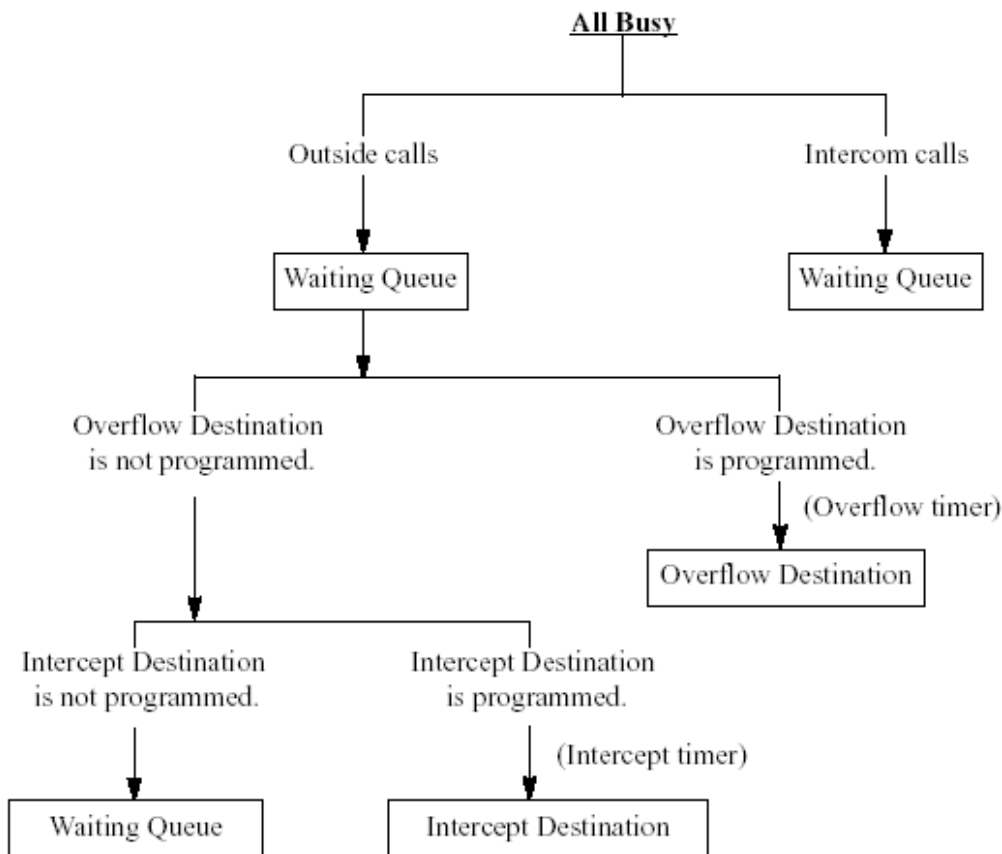 All Busy
Outside calls
Intercom calls
Waiting Queue
Waiting Queue
Overflow Destination
is not programmed.
Overflow Destination
is programmed.
(Overflow timer)
Overflow Destination
Intercept Destination
is not programmed.
Intercept Destination
is programmed.
(Intercept timer)
Waiting Queue
Intercept Destination